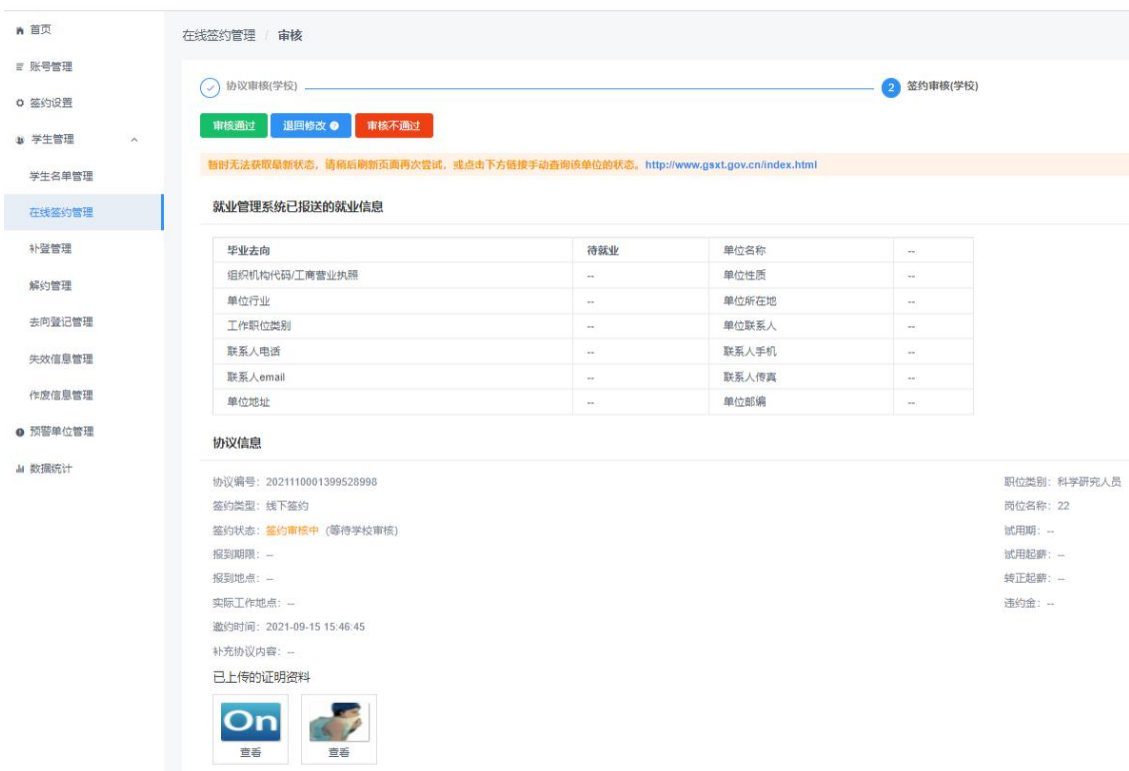 首页
在线签约管理 / 审核
账号管理
协议审核(学校)
2 签约审核(学校)
签约设置
审核通过 退回修改 审核不通过
学生管理
暂时无法获取最新状态，请稍后刷新页面再次尝试，或点击下方链接手动查询该单位的状态。http://www.gsxt.gov.cn/index.html
学生名单管理
在线签约管理
就业管理系统已报送的就业信息
毕业去向 待就业 单位名称 --
补登管理
组织机构代码/工商营业执照 -- 单位性质 --
解约管理
单位行业 -- 单位所在地 --
去向登记管理
工作职位类别 -- 单位联系人 --
失效信息管理
联系人电话 -- 联系人手机 --
联系人email -- 联系人传真 --
作废信息管理
单位地址 -- 单位邮编 --
预警单位管理
协议信息
数据统计
协议编号：2021110001399528998 职位类别：科学研究人员
签约类型：线下签约 岗位名称：22
签约状态：签约审核中（等待学校审核） 试用期：--
报到期限：-- 试用起薪：--
报到地点：-- 转正起薪：--
实际工作地点：-- 违约金：--
邀约时间：2021-09-15 15:46:45
补充协议内容：--
已上传的证明资料
On
查看 查看